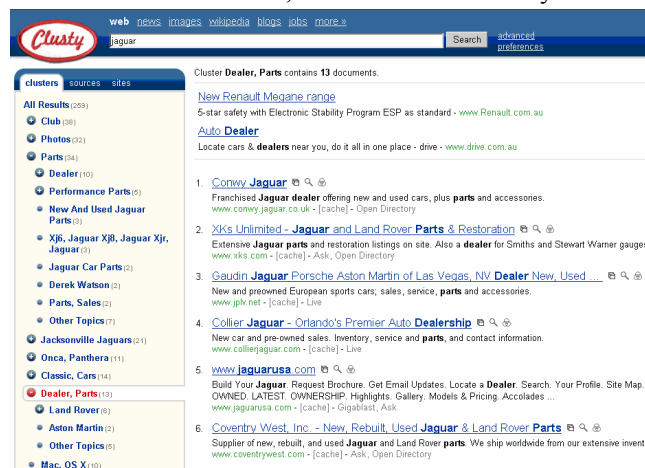 web news images wikipedia blogs jobs more »
Clusty
jaguar
Search
advanced
preferences
clusters sources sites
All Results (259)
Club (38)
Photos (32)
Parts (34)
Dealer (10)
Performance Parts (5)
New And Used Jaguar
Parts (3)
Xj6, Jaguar Xj8, Jaguar Xjr,
Jaguar (3)
Jaguar Car Parts (2)
Derek Watson (2)
Parts, Sales (2)
Other Topics (7)
Jacksonville Jaguars (21)
Onca, Panthera (11)
Classic, Cars (14)
Dealer, Parts (13)
Land Rover (6)
Aston Martin (2)
Other Topics (5)
Mac, OS X (10)
Cluster Dealer, Parts contains 13 documents.
New Renault Megane range
5-star safety with Electronic Stability Program ESP as standard - www.Renault.com.au
Auto Dealer
Locate cars & dealers near you, do it all in one place - drive - www.drive.com.au
1. Conwy Jaguar
Franchised Jaguar dealer offering new and used cars, plus parts and accessories.
www.conwy.jaguar.co.uk - [cache] - Open Directory
2. XKs Unlimited - Jaguar and Land Rover Parts & Restoration
Extensive Jaguar parts and restoration listings on site. Also a dealer for Smiths and Stewart Warner gauges
www.xks.com - [cache] - Ask, Open Directory
3. Gaudin Jaguar Porsche Aston Martin of Las Vegas, NV Dealer New, Used ...
New and preowned European sports cars; sales, service, parts and accessories.
www.jplv.net - [cache] - Live
4. Collier Jaguar - Orlando's Premier Auto Dealership
New car and pre-owned sales. Inventory, service and parts, and contact information.
www.collierjaguar.com - [cache] - Live
5. www.jaguarusa.com
Build Your Jaguar. Request Brochure. Get Email Updates. Locate a Dealer. Search. Your Profile. Site Map.
OWNED. LATEST. OWNERSHIP. Highlights. Gallery. Models & Pricing. Accolades ...
www.jaguarusa.com - [cache] - Gigablast, Ask
6. Coventry West, Inc. - New, Rebuilt, Used Jaguar & Land Rover Parts
Supplier of new, rebuilt, and used Jaguar and Land Rover parts. We ship worldwide from our extensive invent
www.coventrywest.com - [cache] - Ask, Open Directory